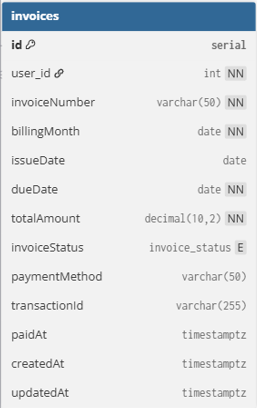 invoices
id serial
user_id int NN
invoiceNumber varchar(50) NN
billingMonth date NN
issueDate date
dueDate date NN
totalAmount decimal(10,2) NN
invoiceStatus invoice_status E
paymentMethod varchar(50)
transactionId varchar(255)
paidAt timestamptz
createdAt timestamptz
updatedAt timestamptz